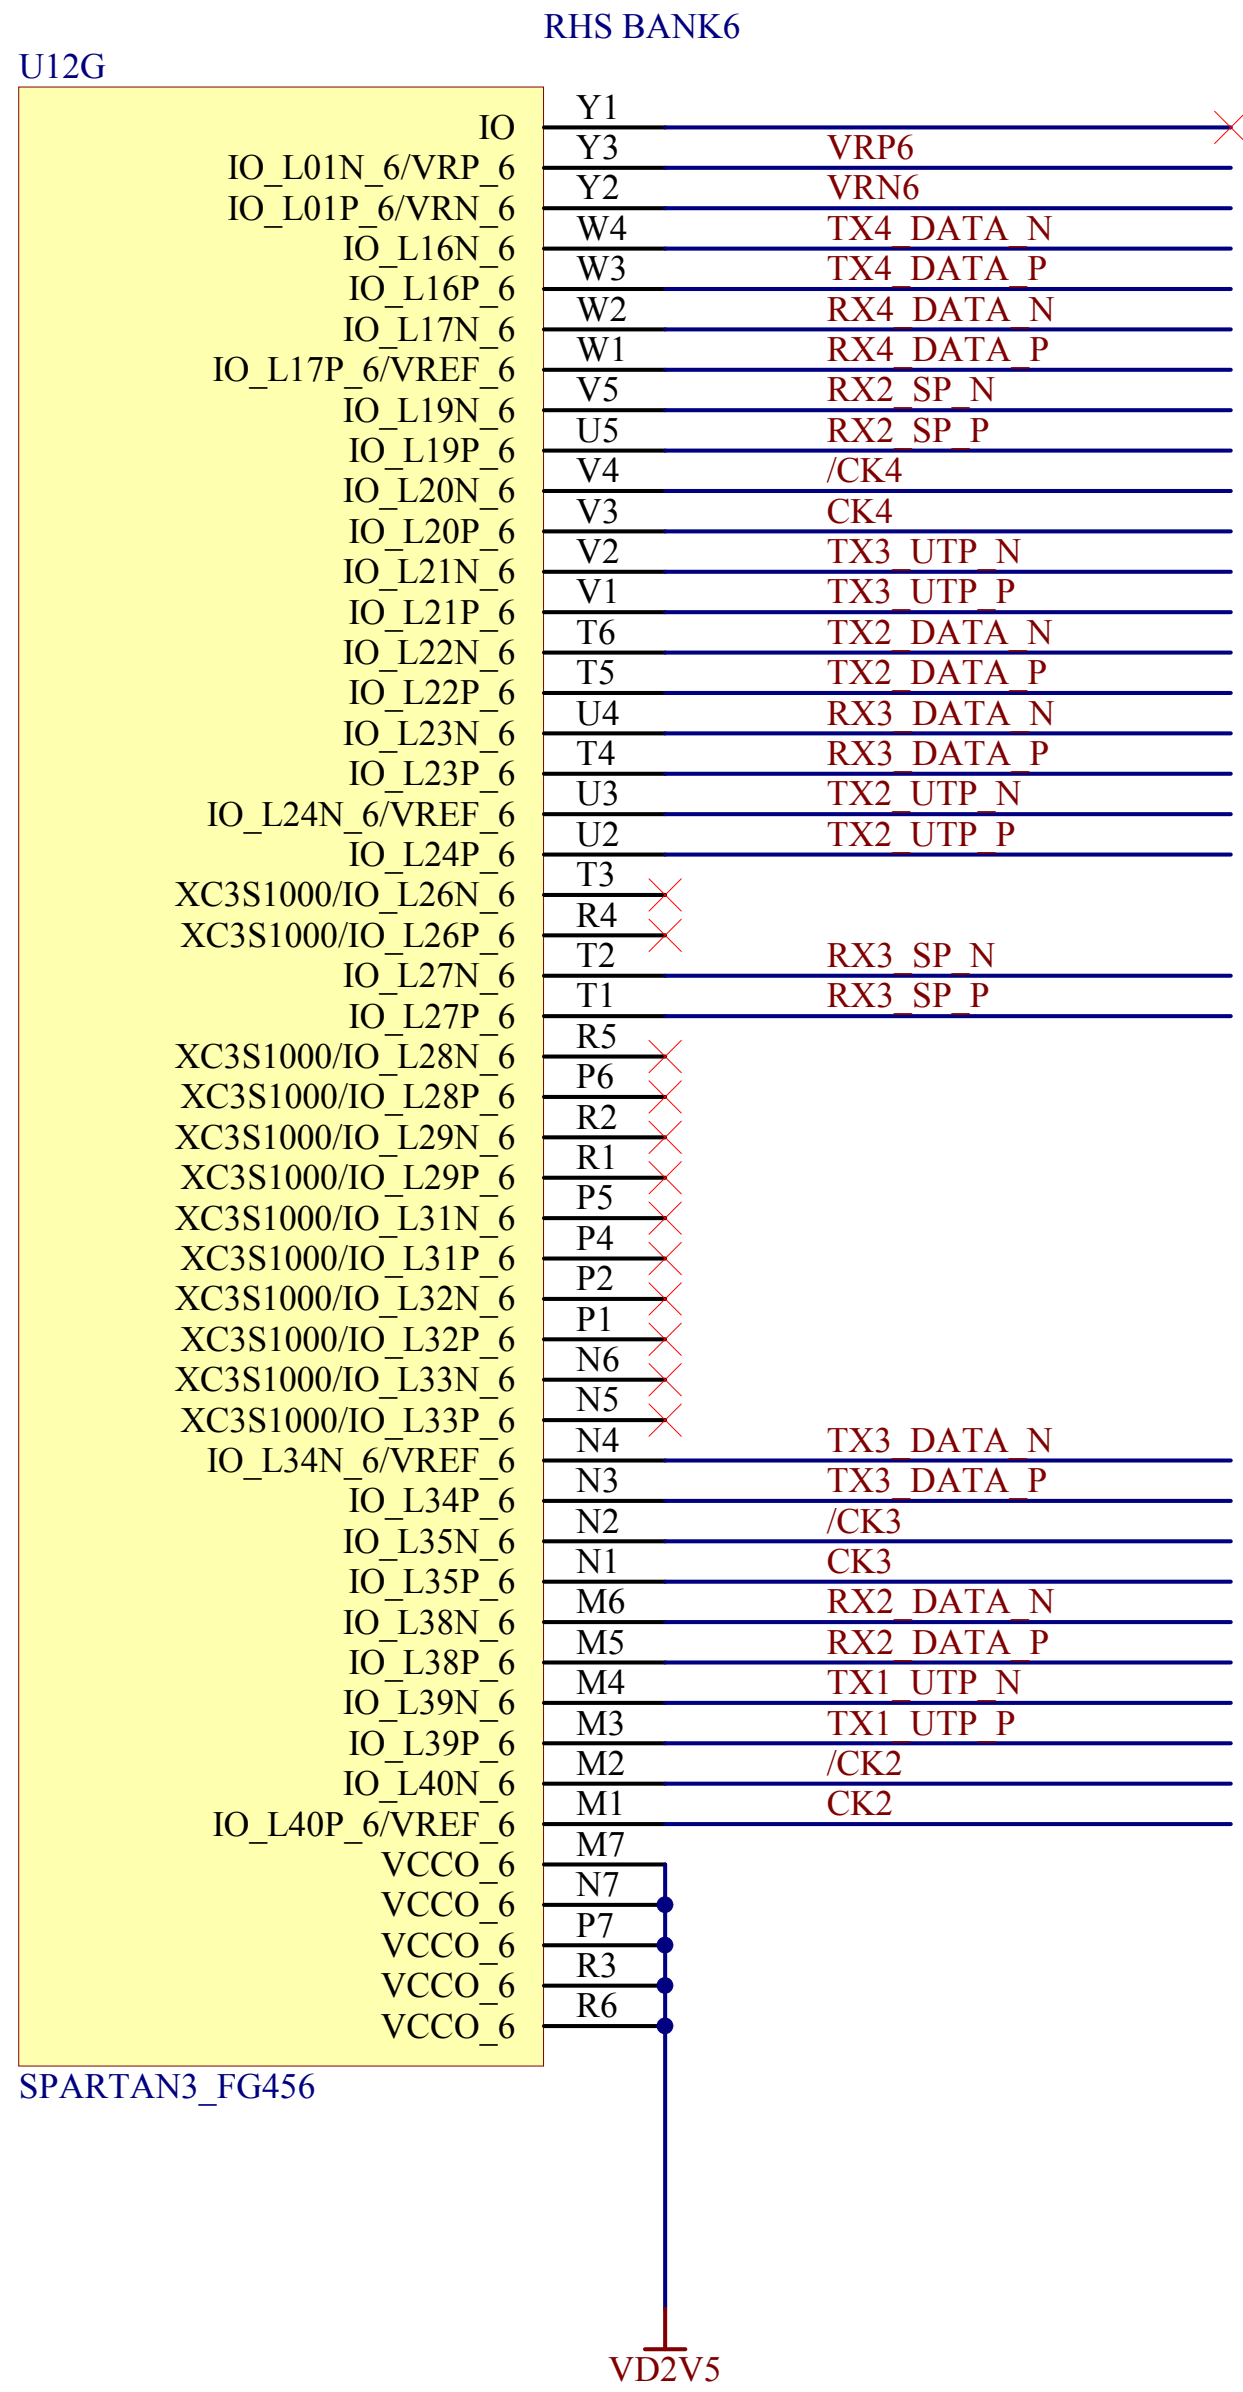 RHS BANK6
U12G
IO Y1
IO_L01N_6/VRP_6 Y3 VRP6
IO_L01P_6/VRN_6 Y2 VRN6
IO_L16N_6 W4 TX4_DATA_N
IO_L16P_6 W3 TX4_DATA_P
IO_L17N_6 W2 RX4_DATA_N
IO_L17P_6/VREF_6 W1 RX4_DATA_P
IO_L19N_6 V5 RX2_SP_N
IO_L19P_6 U5 RX2_SP_P
IO_L20N_6 V4 /CK4
IO_L20P_6 V3 CK4
IO_L21N_6 V2 TX3_UTP_N
IO_L21P_6 V1 TX3_UTP_P
IO_L22N_6 T6 TX2_DATA_N
IO_L22P_6 T5 TX2_DATA_P
IO_L23N_6 U4 RX3_DATA_N
IO_L23P_6 T4 RX3_DATA_P
IO_L24N_6/VREF_6 U3 TX2_UTP_N
IO_L24P_6 U2 TX2_UTP_P
XC3S1000/IO_L26N_6 T3
XC3S1000/IO_L26P_6 R4
IO_L27N_6 T2 RX3_SP_N
IO_L27P_6 T1 RX3_SP_P
XC3S1000/IO_L28N_6 R5
XC3S1000/IO_L28P_6 P6
XC3S1000/IO_L29N_6 R2
XC3S1000/IO_L29P_6 R1
XC3S1000/IO_L31N_6 P5
XC3S1000/IO_L31P_6 P4
XC3S1000/IO_L32N_6 P2
XC3S1000/IO_L32P_6 P1
XC3S1000/IO_L33N_6 N6
XC3S1000/IO_L33P_6 N5
IO_L34N_6/VREF_6 N4 TX3_DATA_N
IO_L34P_6 N3 TX3_DATA_P
IO_L35N_6 N2 /CK3
IO_L35P_6 N1 CK3
IO_L38N_6 M6 RX2_DATA_N
IO_L38P_6 M5 RX2_DATA_P
IO_L39N_6 M4 TX1_UTP_N
IO_L39P_6 M3 TX1_UTP_P
IO_L40N_6 M2 /CK2
IO_L40P_6/VREF_6 M1 CK2
VCCO_6 M7
VCCO_6 N7
VCCO_6 P7
VCCO_6 R3
VCCO_6 R6
SPARTAN3_FG456
VD2V5